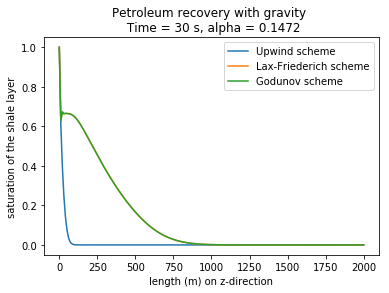 Petroleum recovery with gravity
Time = 30 s, alpha = 0.1472
Upwind scheme
Lax-Friederich scheme
Godunov scheme
saturation of the shale layer
1.0
0.8
0.6
0.4
0.2
0.0
0
250
500
750
1000
1250
1500
1750
2000
length (m) on z-direction